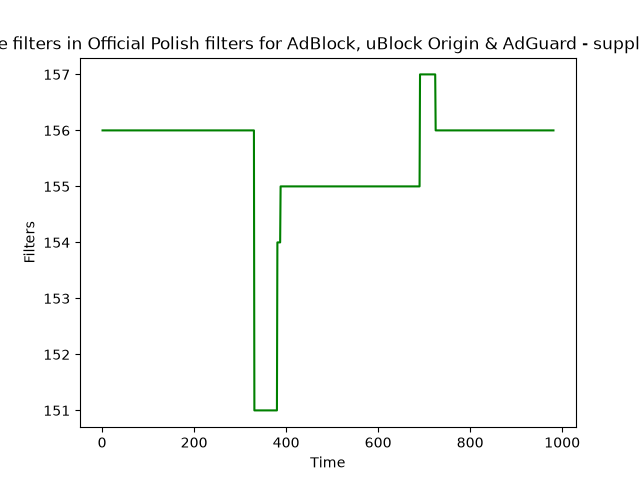 e filters in Official Polish filters for AdBlock, uBlock Origin & AdGuard - suppl
157
156
155
154
153
152
151
Filters
0 200 400 600 800 1000
Time